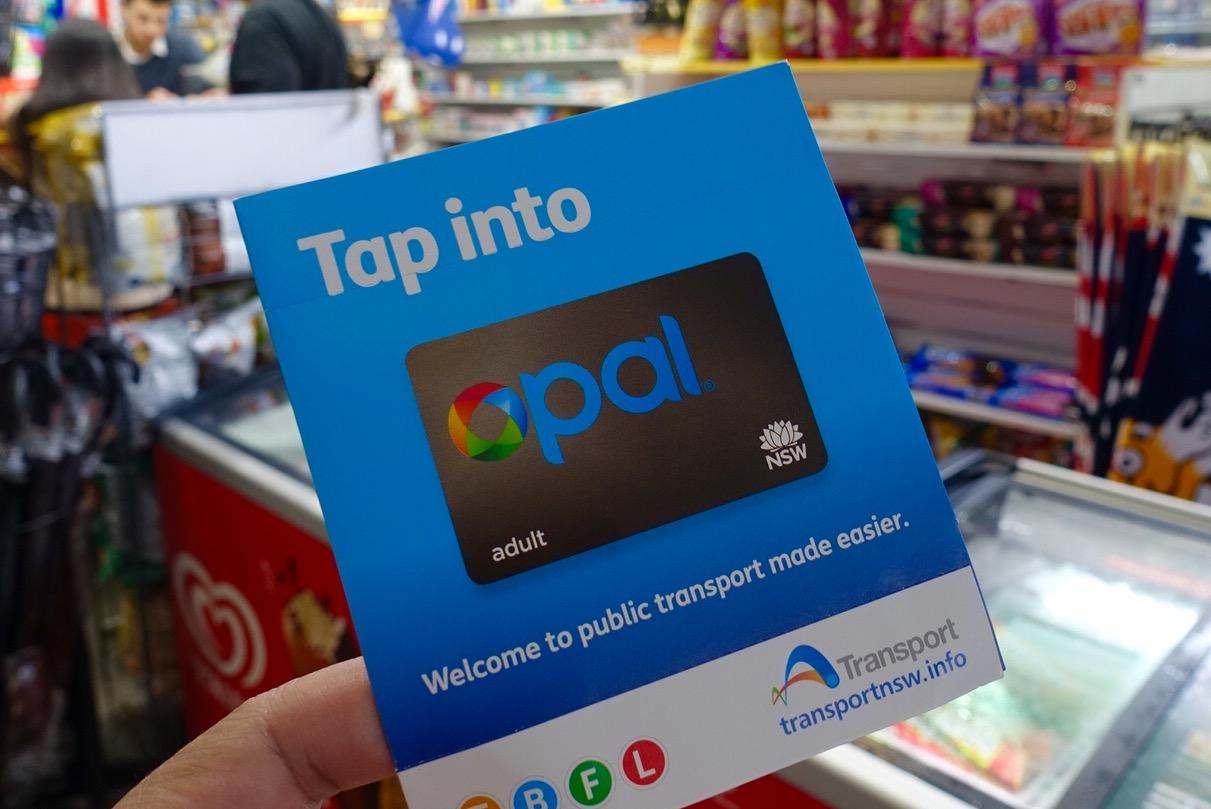 Tap into
opal®
NSW
adult
Welcome to public transport made easier.
Transport
transportnsw.info
T B F L